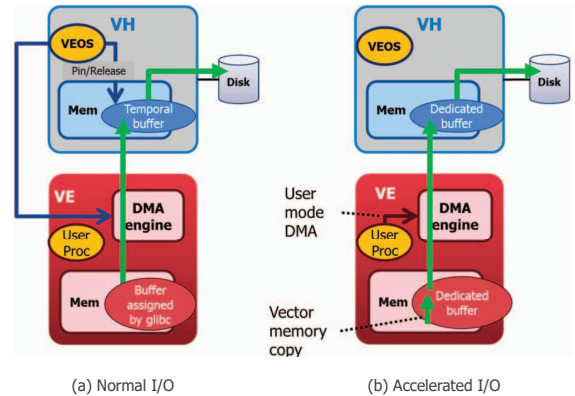 VH
VEOS
Pin/Release
Mem
Temporal
buffer
Disk
VE
DMA
engine
User
Proc
Mem
Buffer
assigned
by glibc
(a) Normal I/O
VH
VEOS
Mem
Dedicated
buffer
Disk
User
mode
DMA
VE
DMA
engine
User
Proc
Mem
Dedicated
buffer
Vector
memory
copy
(b) Accelerated I/O